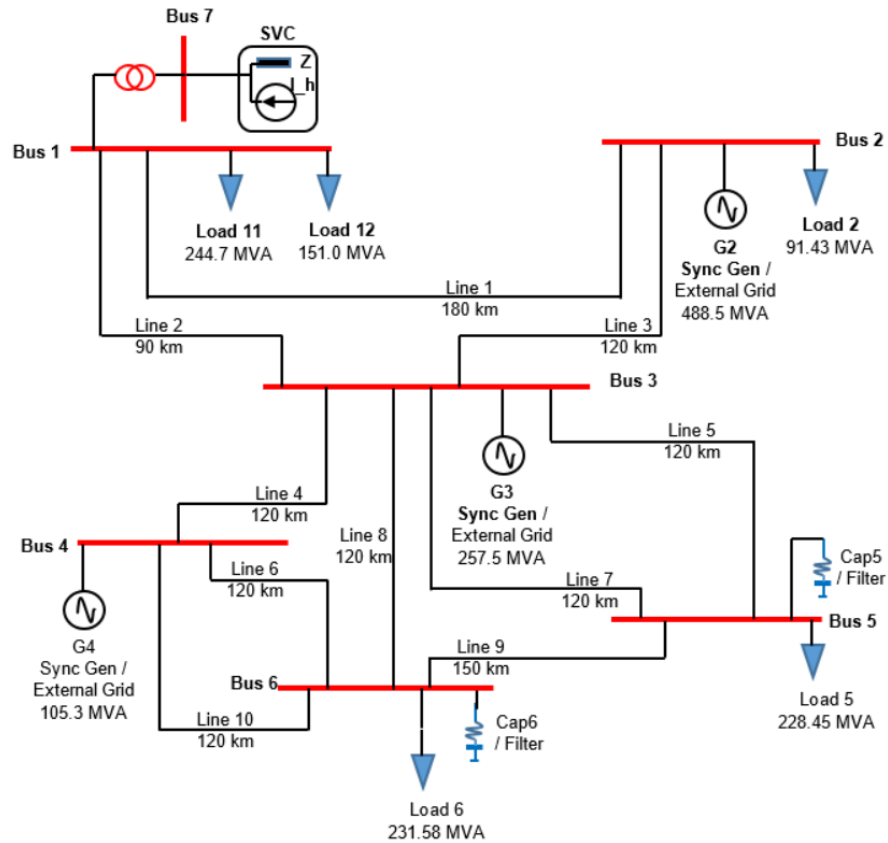 Bus 7
SVC
Z
I_h
Bus 1
Bus 2
Load 11
244.7 MVA
Load 12
151.0 MVA
G2
Sync Gen /
External Grid
488.5 MVA
Load 2
91.43 MVA
Line 1
180 km
Line 2
90 km
Line 3
120 km
Bus 3
Line 5
120 km
G3
Sync Gen /
External Grid
257.5 MVA
Line 4
120 km
Line 8
120 km
Bus 4
Line 6
120 km
Line 7
120 km
Cap5
/ Filter
Bus 5
G4
Sync Gen /
External Grid
105.3 MVA
Line 9
150 km
Bus 6
Line 10
120 km
Cap6
/ Filter
Load 5
228.45 MVA
Load 6
231.58 MVA